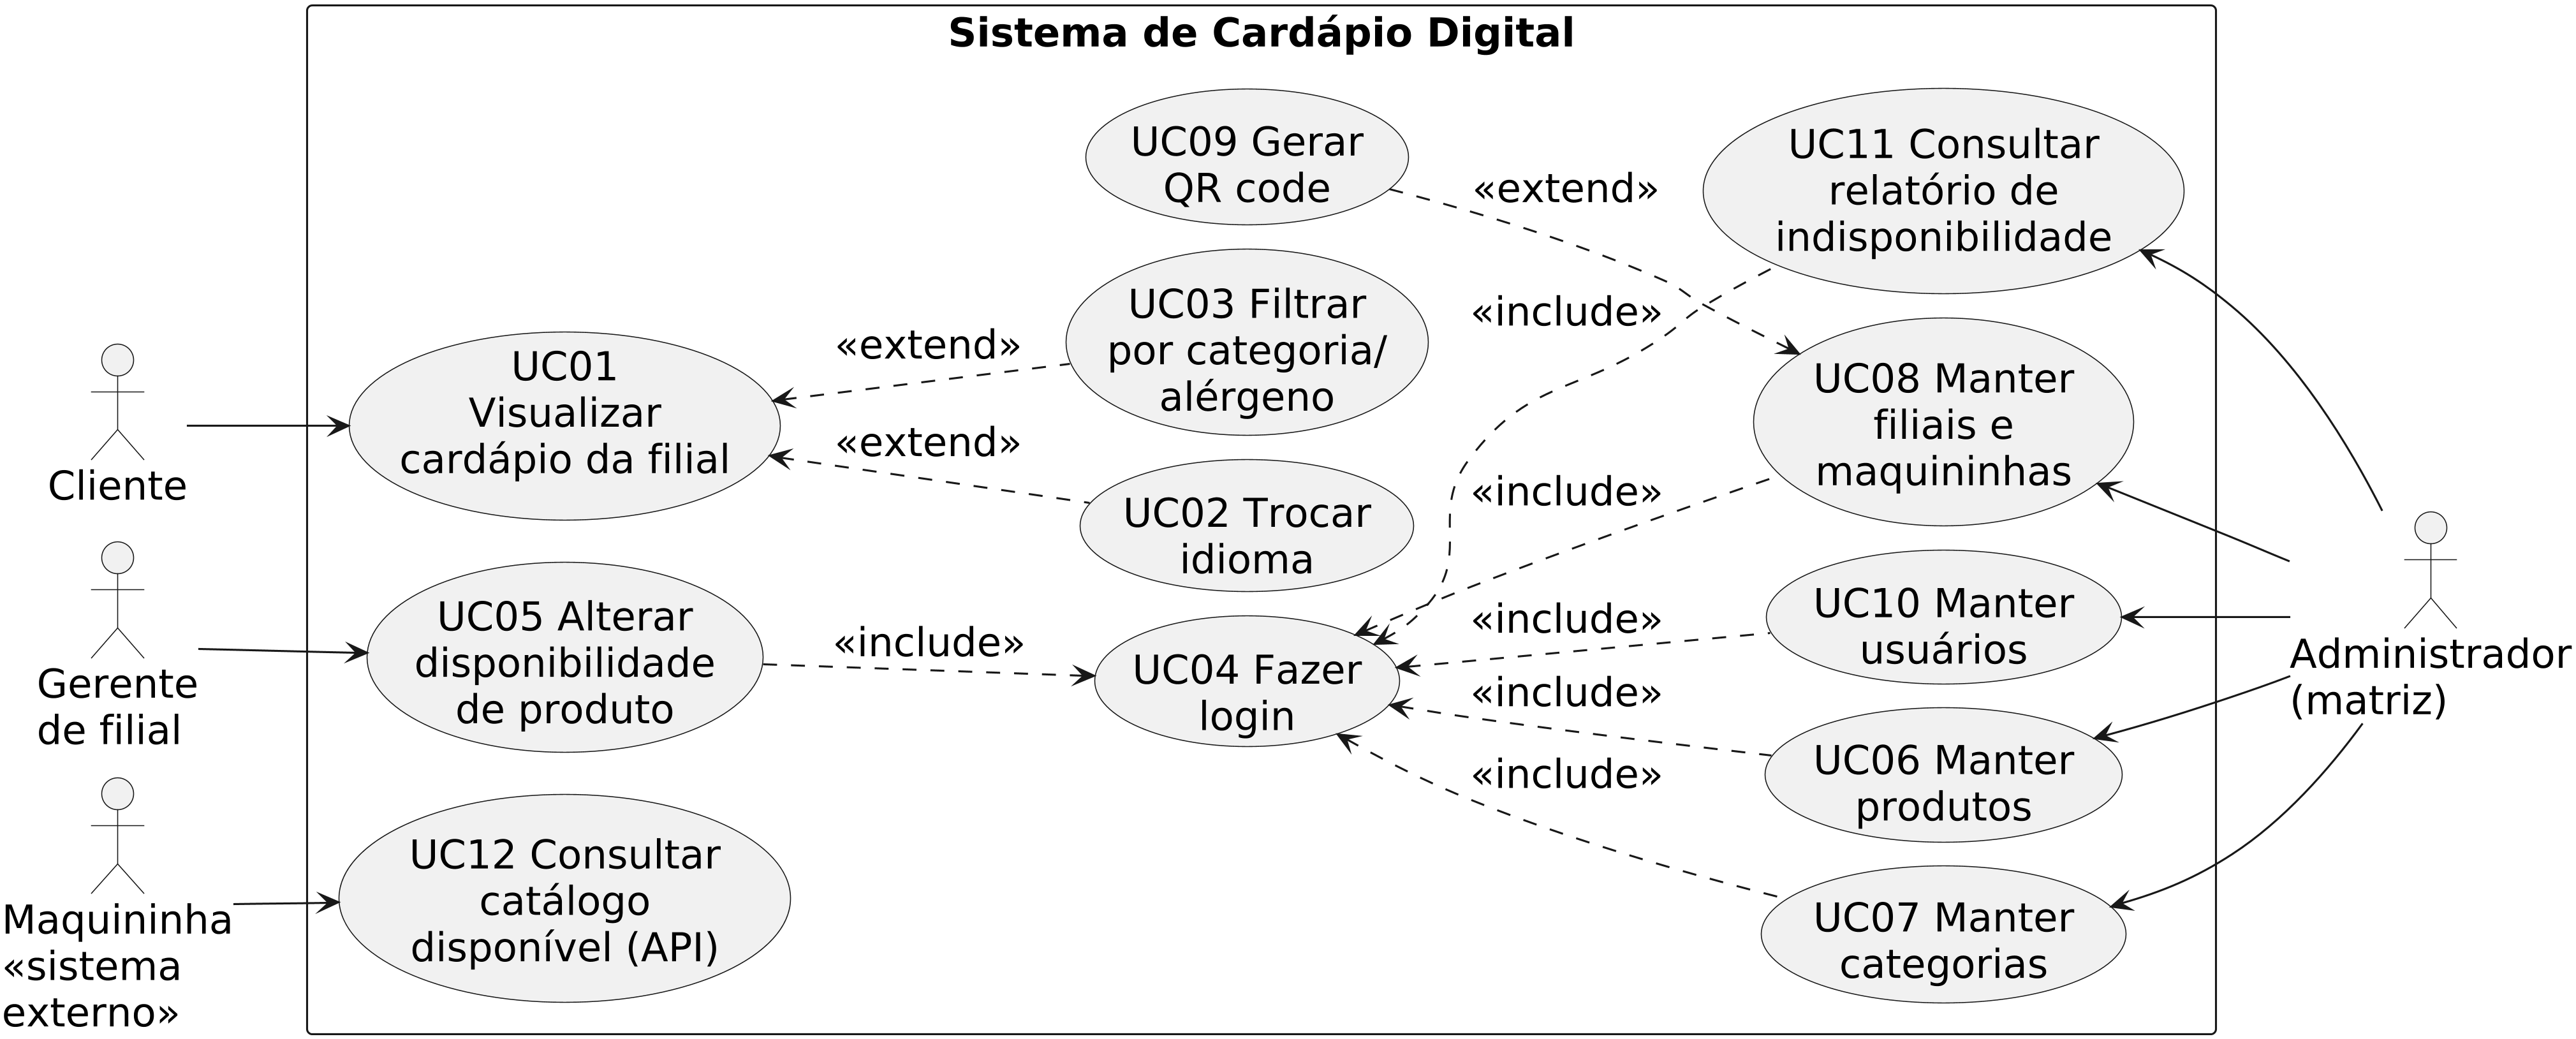 Sistema de Cardápio Digital
Cliente
Gerente
de filial
Maquininha
«sistema
externo»
UC01
Visualizar
cardápio da filial
UC05 Alterar
disponibilidade
de produto
UC12 Consultar
catálogo
disponível (API)
«extend»
«extend»
«include»
UC09 Gerar
QR code
UC03 Filtrar
por categoria/
alérgeno
UC02 Trocar
idioma
UC04 Fazer
login
«extend»
«include»
«include»
«include»
«include»
«include»
UC11 Consultar
relatório de
indisponibilidade
UC08 Manter
filiais e
maquininhas
UC10 Manter
usuários
UC06 Manter
produtos
UC07 Manter
categorias
Administrador
(matriz)